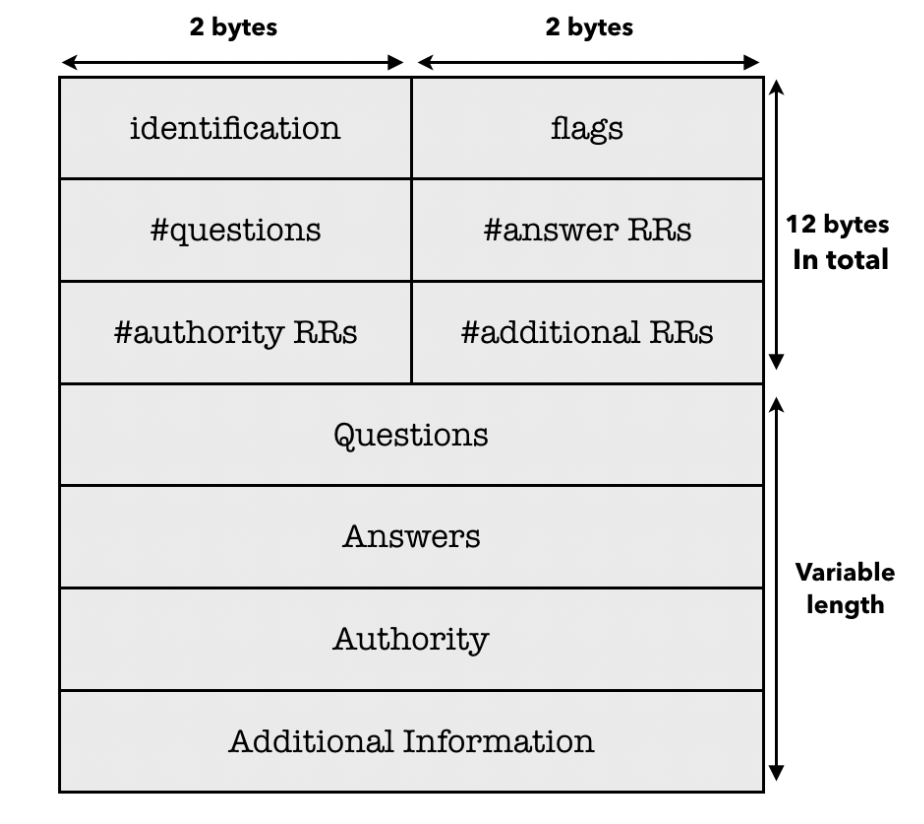 2 bytes
2 bytes
identification
flags
#questions
#answer RRs
12 bytes
In total
#authority RRs
#additional RRs
Questions
Answers
Variable
length
Authority
Additional Information